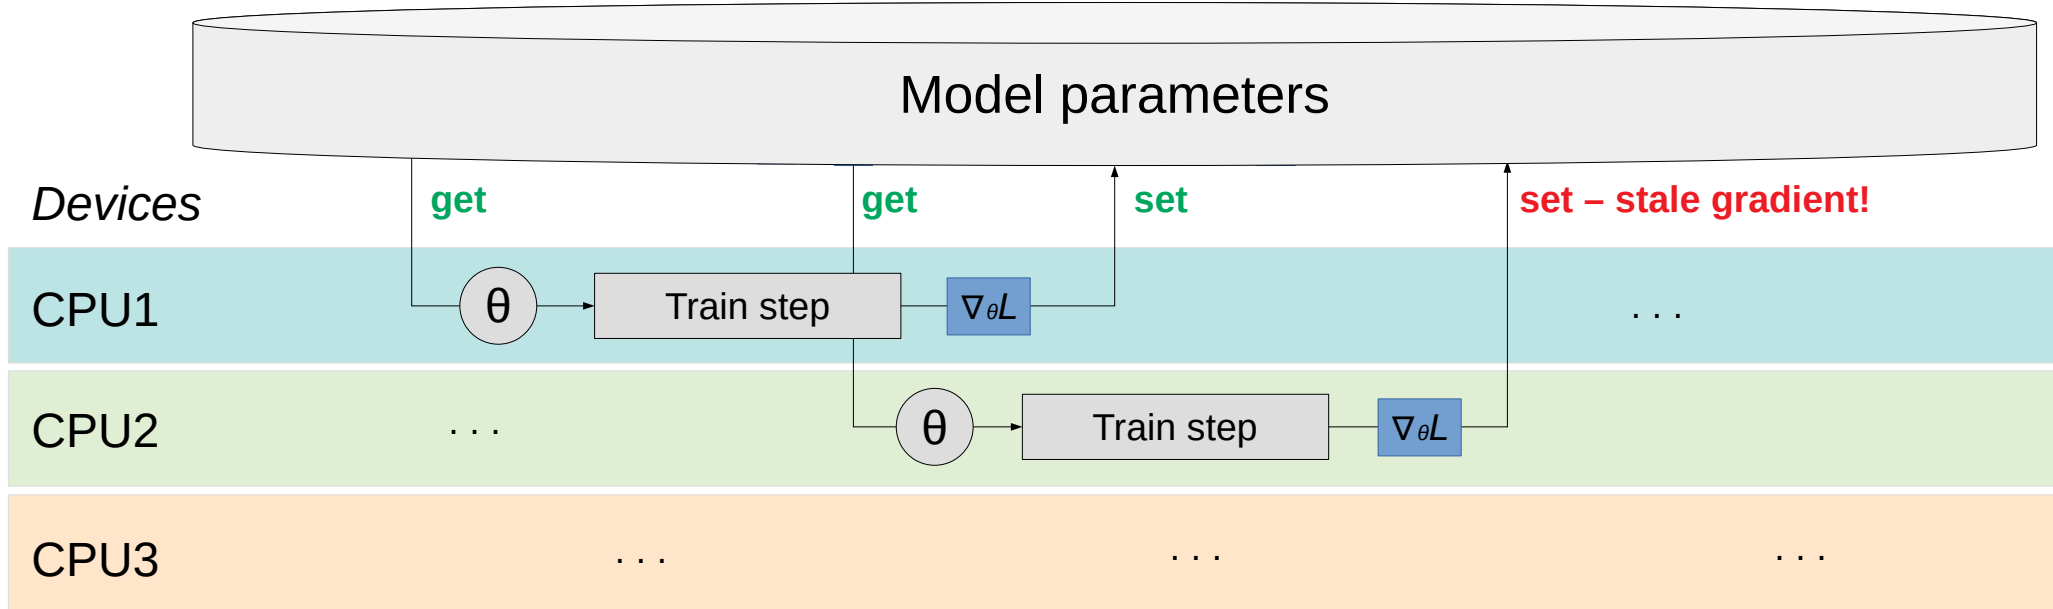 Model parameters
Devices
get
get
set
set – stale gradient!
CPU1
θ
Train step
∇θL
. . .
CPU2
. . .
θ
Train step
∇θL
CPU3
. . .
. . .
. . .